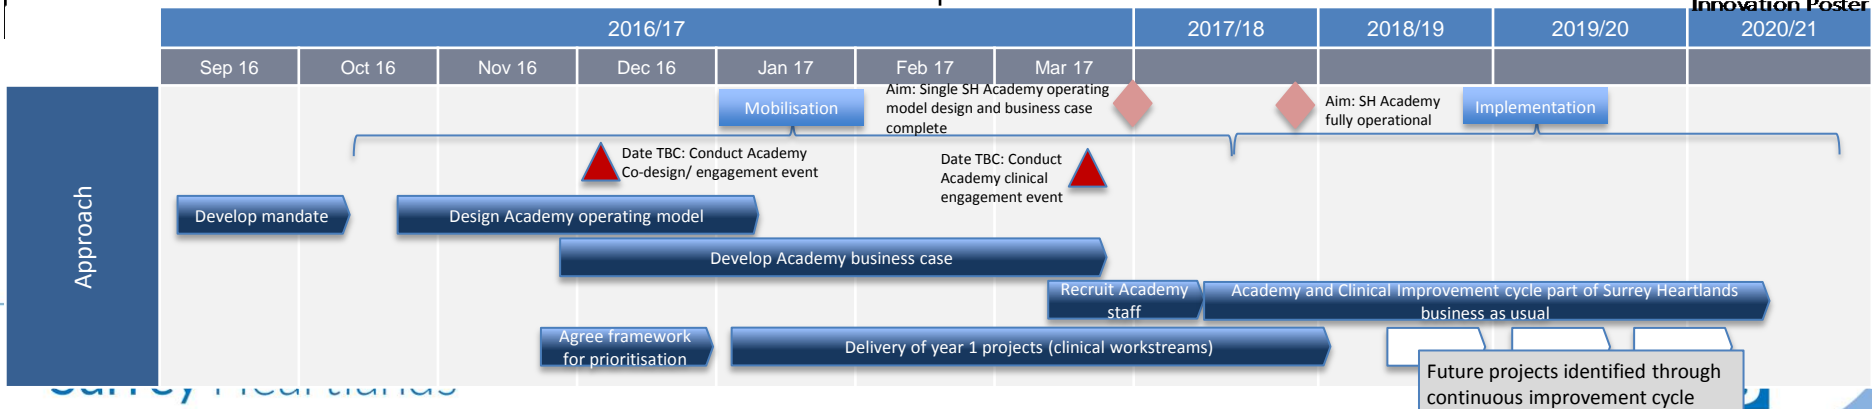 Innovation Poster
2016/17
2017/18
2018/19
2019/20
2020/21
Sep 16
Oct 16
Nov 16
Dec 16
Jan 17
Feb 17
Mar 17
Approach
Mobilisation
Aim: Single SH Academy operating
model design and business case
complete
Aim: SH Academy
fully operational
Implementation
Date TBC: Conduct Academy
Co-design/ engagement event
Date TBC: Conduct
Academy clinical
engagement event
Develop mandate
Design Academy operating model
Develop Academy business case
Recruit Academy
staff
Academy and Clinical Improvement cycle part of Surrey Heartlands
business as usual
Agree framework
for prioritisation
Delivery of year 1 projects (clinical workstreams)
Future projects identified through
continuous improvement cycle
Surrey Heartlands